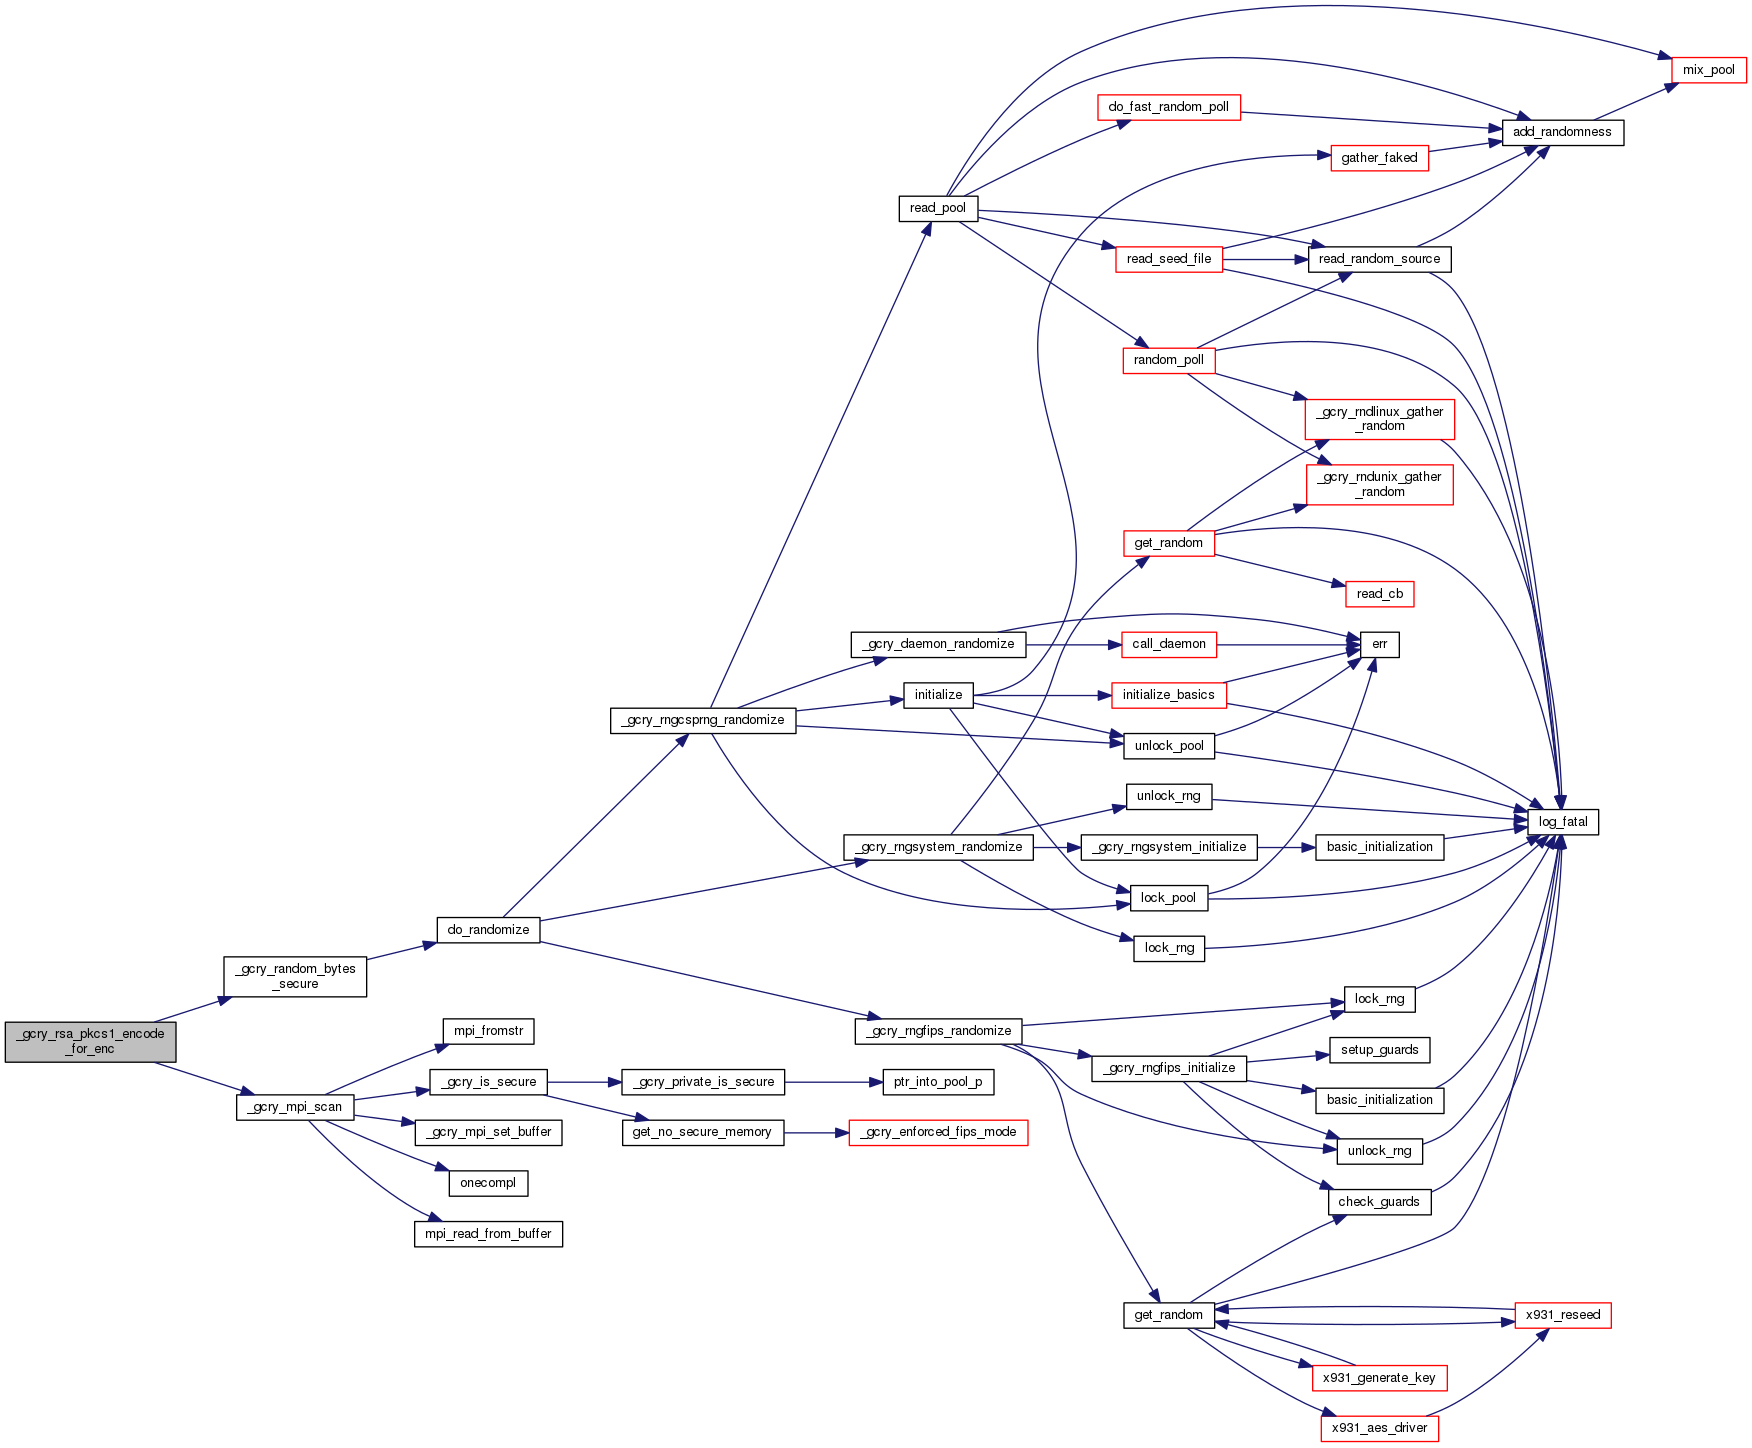 mix_pool
do_fast_random_poll
add_randomness
gather_faked
read_pool
read_seed_file
read_random_source
random_poll
_gcry_rndlinux_gather
_random
_gcry_rndunix_gather
_random
get_random
read_cb
_gcry_daemon_randomize
call_daemon
err
initialize
initialize_basics
_gcry_rngcsprng_randomize
unlock_pool
unlock_rng
log_fatal
_gcry_rngsystem_randomize
_gcry_rngsystem_initialize
basic_initialization
lock_pool
do_randomize
lock_rng
_gcry_random_bytes
_secure
lock_rng
_gcry_rsa_pkcs1_encode
_for_enc
mpi_fromstr
_gcry_rngfips_randomize
setup_guards
_gcry_rngfips_initialize
_gcry_is_secure
_gcry_private_is_secure
ptr_into_pool_p
basic_initialization
_gcry_mpi_scan
_gcry_mpi_set_buffer
get_no_secure_memory
_gcry_enforced_fips_mode
unlock_rng
onecompl
check_guards
mpi_read_from_buffer
get_random
x931_reseed
x931_generate_key
x931_aes_driver